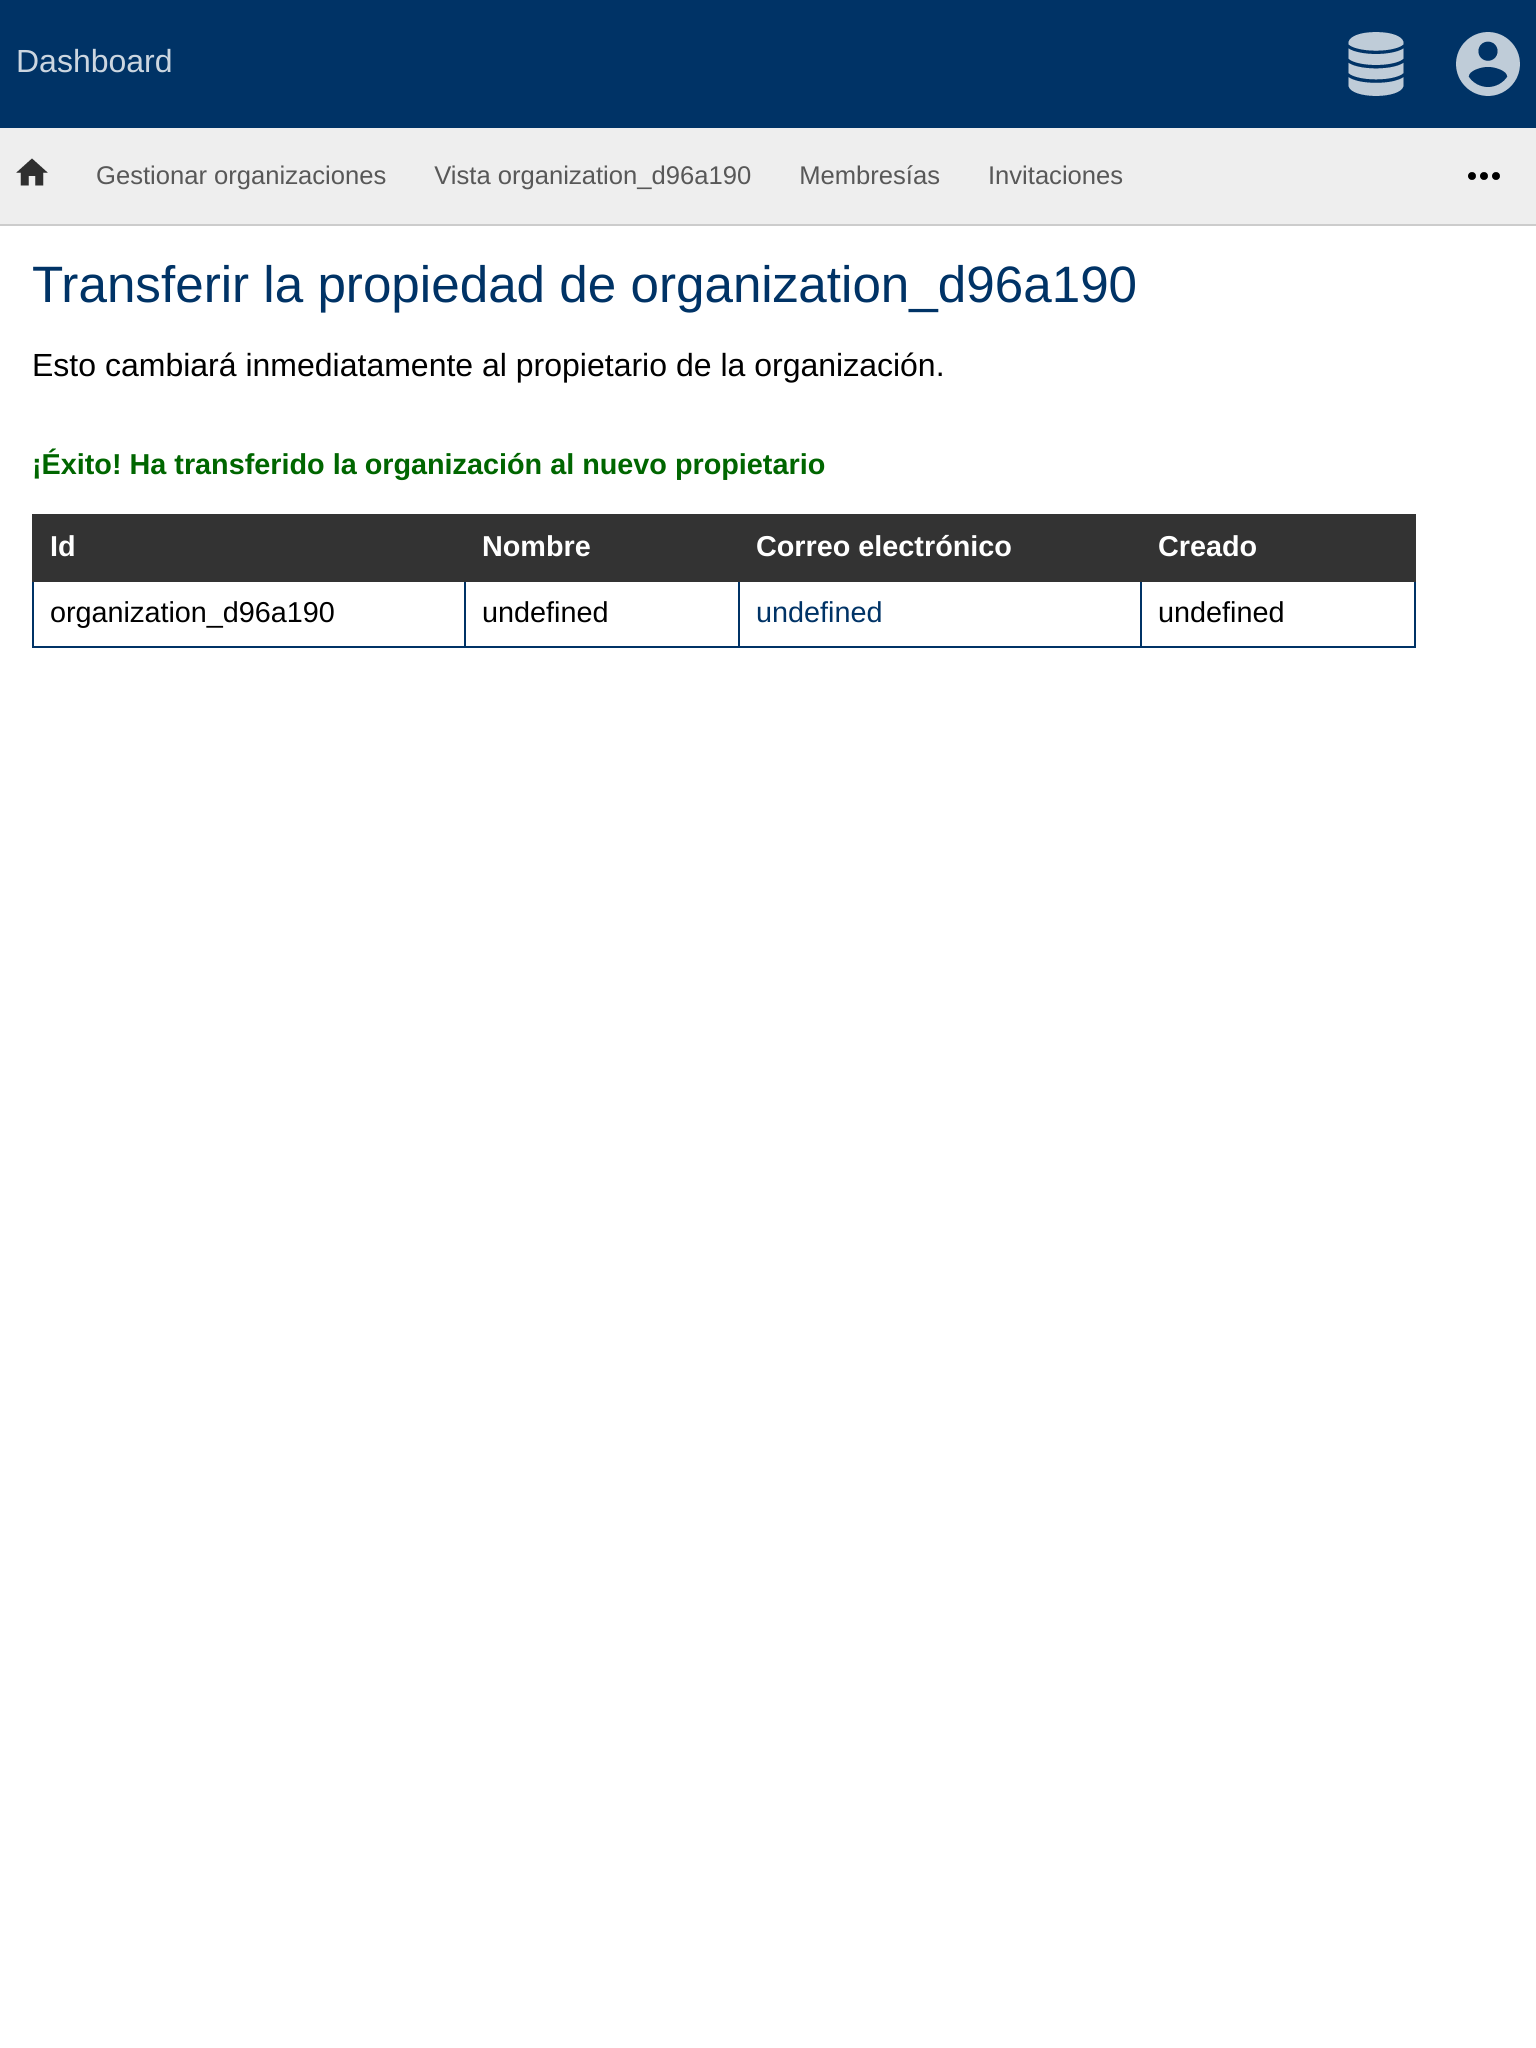 Dashboard
Gestionar organizaciones Vista organization_d96a190 Membresías Invitaciones
Transferir la propiedad de organization_d96a190
Esto cambiará inmediatamente al propietario de la organización.
¡Éxito! Ha transferido la organización al nuevo propietario
Id Nombre Correo electrónico Creado
organization_d96a190 undefined undefined undefined